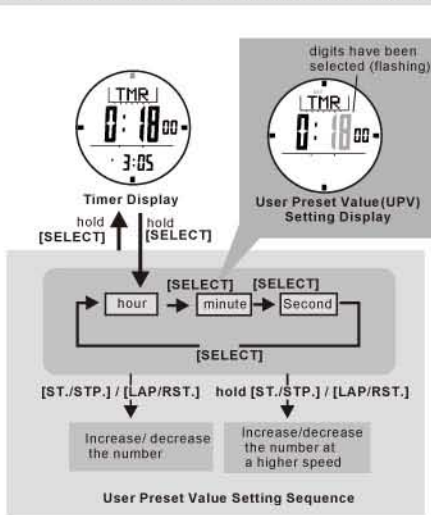 TMR
0:18 00
3:05
Timer Display
digits have been
selected (flashing)
TMR
0:18 00
User Preset Value(UPV)
Setting Display
hold
[SELECT]
hold
[SELECT]
hour
[SELECT]
minute
[SELECT]
Second
[SELECT]
[ST./STP.] / [LAP/RST.]
hold [ST./STP.] / [LAP/RST.]
Increase/ decrease
the number
Increase/decrease
the number at
a higher speed
User Preset Value Setting Sequence